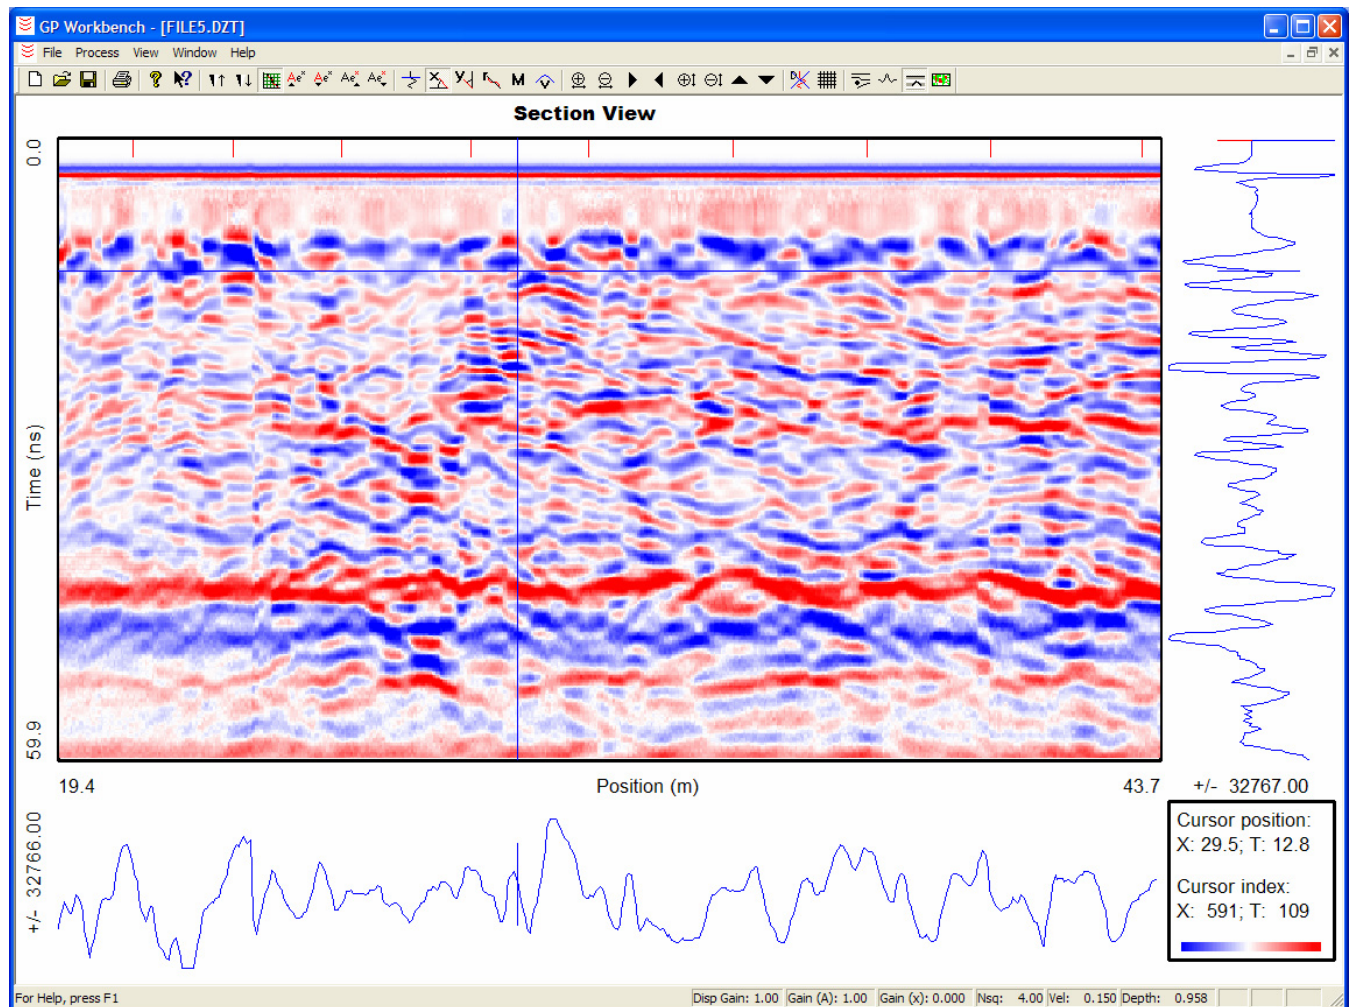 GP Workbench - [FILE5.DZT]
File Process View Window Help
Section View
0.0
Time (ns)
59.9
19.4 Position (m) 43.7 +/- 32767.00
+/- 32766.00
Cursor position:
X: 29.5; T: 12.8
Cursor index:
X: 591; T: 109
For Help, press F1
Disp Gain: 1.00 Gain (A): 1.00 Gain (x): 0.000 Nsq: 4.00 Vel: 0.150 Depth: 0.958